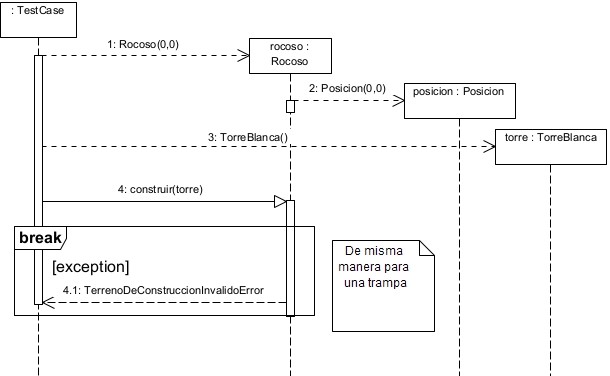 : TestCase
1: Rocoso(0,0)
rocoso :
Rocoso
2: Posicion(0,0)
posicion : Posicion
3: TorreBlanca()
torre : TorreBlanca
4: construir(torre)
break
[exception]
4.1: TerrenoDeConstruccionInvalidoError
De misma
manera para
una trampa